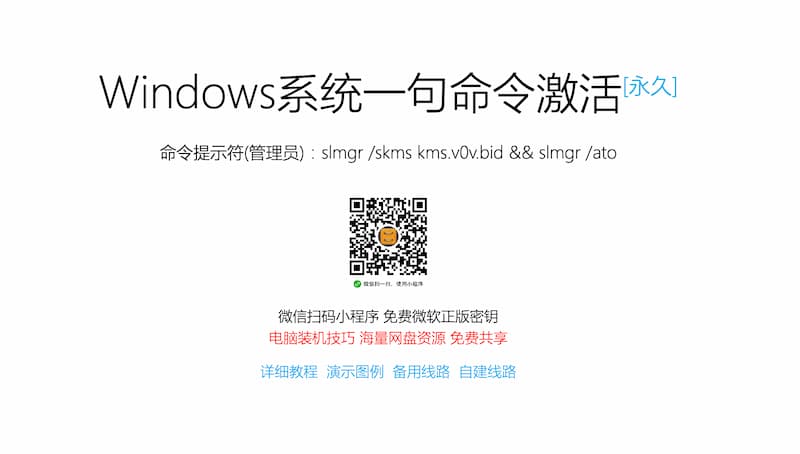 Windows系统一句命令激活[永久]
命令提示符(管理员)：slmgr /skms kms.v0v.bid && slmgr /ato
微信扫一扫，使用小程序
微信扫码小程序 免费微软正版密钥
电脑装机技巧 海量网盘资源 免费共享
详细教程 演示图例 备用线路 自建线路